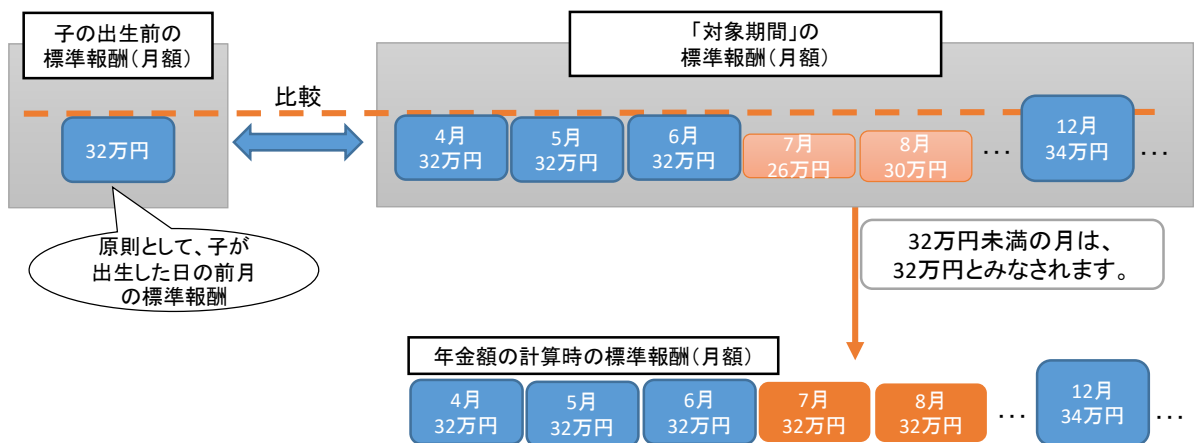 子の出生前の
標準報酬(月額)
「対象期間」の
標準報酬(月額)
比較
32万円
4月
32万円
5月
32万円
6月
32万円
7月
26万円
8月
30万円
…
12月
34万円
…
原則として、子が
出生した日の前月
の標準報酬
32万円未満の月は、
32万円とみなされます。
年金額の計算時の標準報酬(月額)
4月
32万円
5月
32万円
6月
32万円
7月
32万円
8月
32万円
…
12月
34万円
…